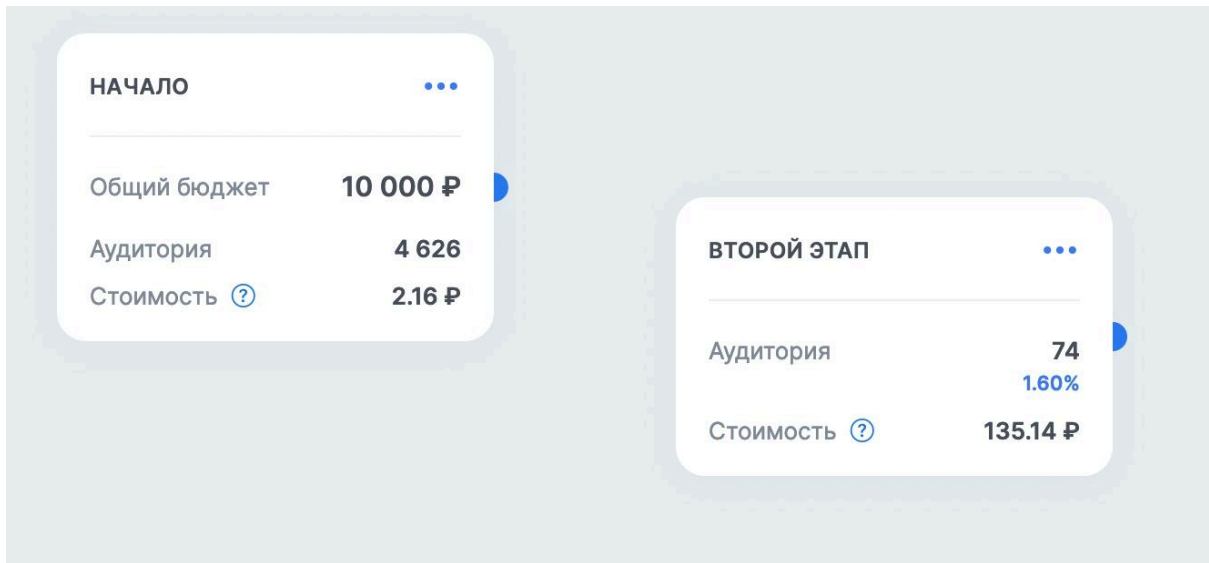 НАЧАЛО
Общий бюджет 10 000 ₽
Аудитория 4 626
Стоимость ? 2.16 ₽
ВТОРОЙ ЭТАП
Аудитория 74
1.60%
Стоимость ? 135.14 ₽